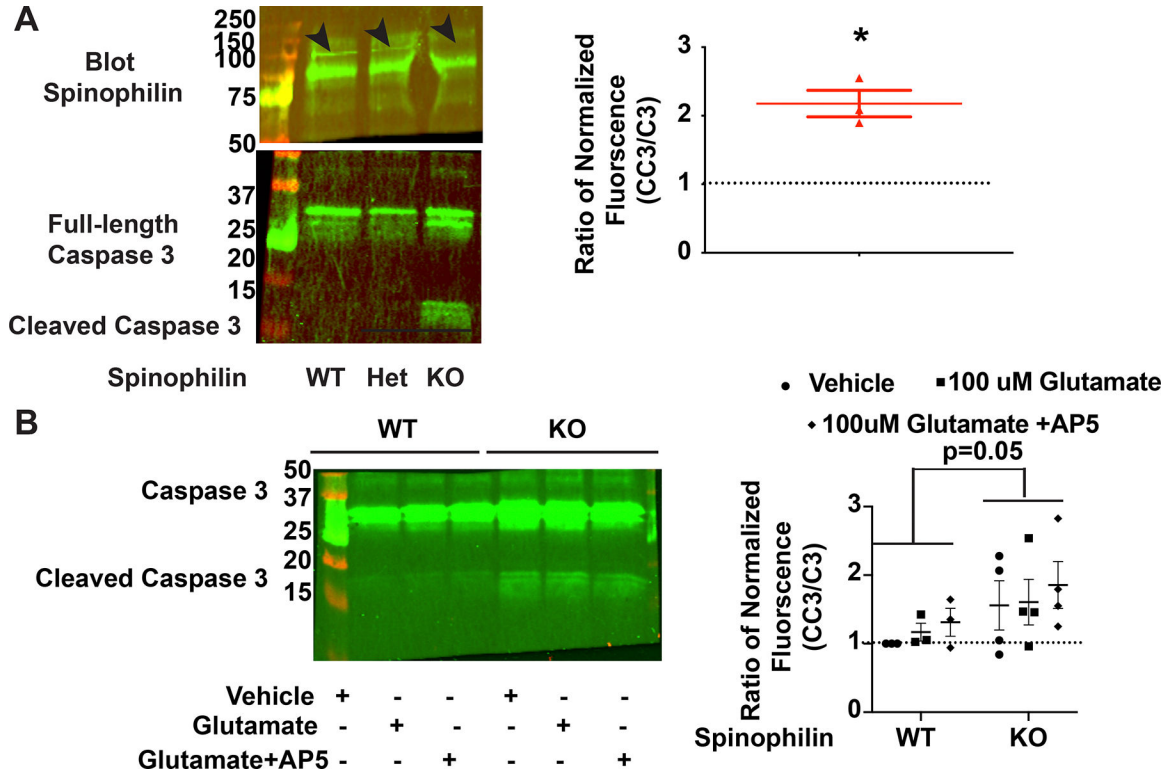 A
250
150
100
75
50
Blot
Spinophilin
37
25
20
15
Full-length
Caspase 3
Cleaved Caspase 3
Spinophilin WT Het KO
Ratio of Normalized
Fluorscence
(CC3/C3)
3
2
1
0
*
B
WT KO
50
37
25
20
15
Caspase 3
Cleaved Caspase 3
Vehicle + - - + - -
Glutamate - + - - + -
Glutamate+AP5 - - + - - +
Vehicle 100 uM Glutamate
100uM Glutamate +AP5
p=0.05
Ratio of Normalized
Fluorescence
(CC3/C3)
3
2
1
0
Spinophilin WT KO